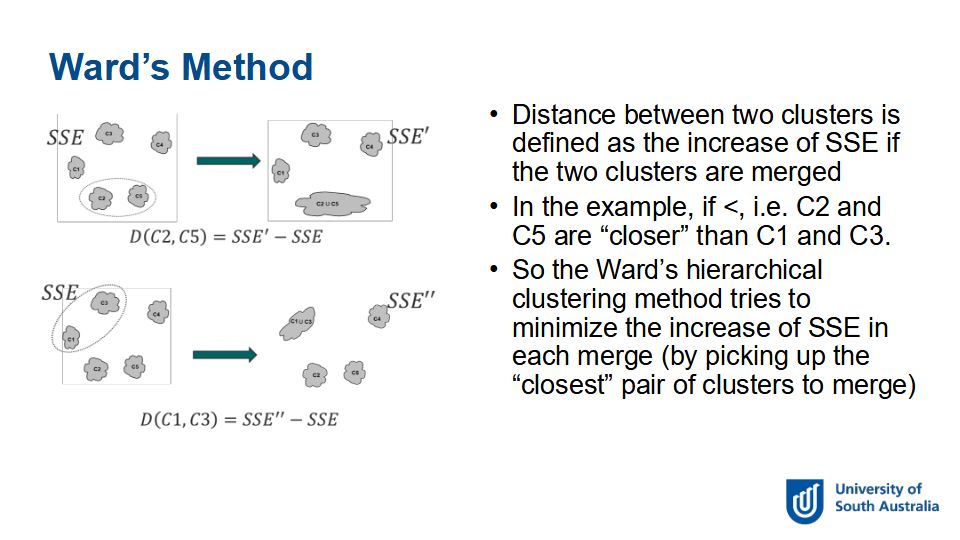 Ward’s Method
SSE
C3
C4
C1
C2
C5
SSE′
C3
C4
C1
C2 U C5
D(C2, C5) = SSE′ − SSE
SSE
C3
C4
C1
C2
C5
SSE′′
C1 U C3
C4
C2
C5
D(C1, C3) = SSE′′ − SSE
• Distance between two clusters is
defined as the increase of SSE if
the two clusters are merged
• In the example, if <, i.e. C2 and
C5 are “closer” than C1 and C3.
• So the Ward’s hierarchical
clustering method tries to
minimize the increase of SSE in
each merge (by picking up the
“closest” pair of clusters to merge)
University of
South Australia